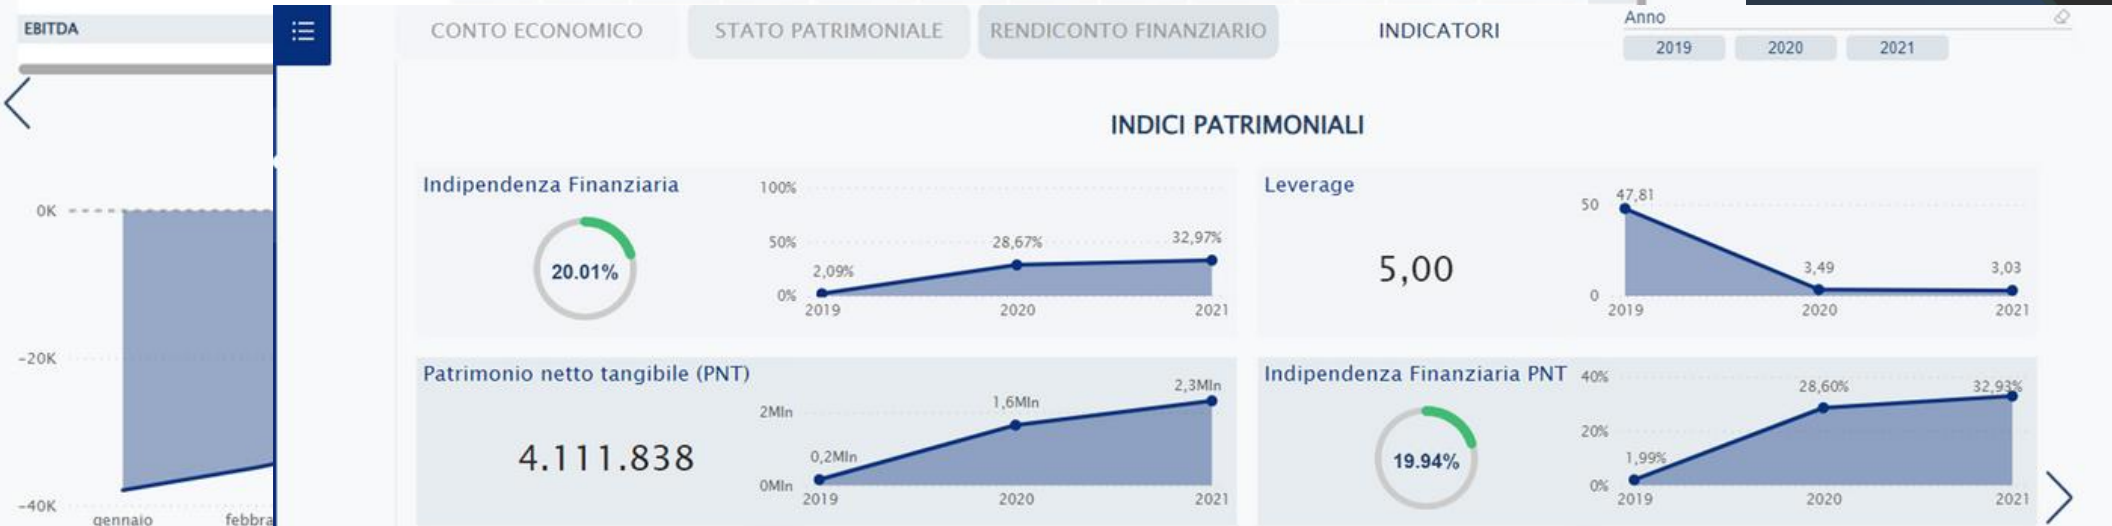 EBITDA
0K
-20K
-40K
gennaio
CONTO ECONOMICO
STATO PATRIMONIALE
RENDICONTO FINANZIARIO
INDICATORI
Anno
2019
2020
2021
INDICI PATRIMONIALI
Indipendenza Finanziaria
20.01%
100%
50%
0%
2,09%
28,67%
32,97%
2019
2020
2021
Leverage
5,00
50
0
47,81
3,49
3,03
2019
2020
2021
Patrimonio netto tangibile (PNT)
4.111.838
2Mln
0Mln
0,2Mln
1,6Mln
2,3Mln
2019
2020
2021
Indipendenza Finanziaria PNT
19.94%
40%
20%
0%
1,99%
28,60%
32,93%
2019
2020
2021